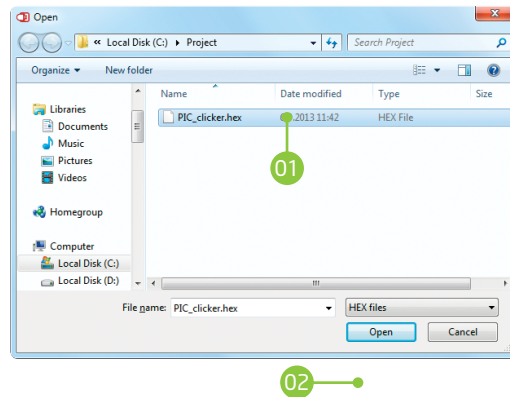 Open
Local Disk (C:) Project Search Project
Organize New folder
Name Date modified Type Size
Libraries
PIC_clicker.hex .2013 11:42 HEX File
Documents
Music
Pictures
01
Videos
Homegroup
Computer
Local Disk (C:)
Local Disk (D:)
File name: PIC_clicker.hex HEX files
Open Cancel
02